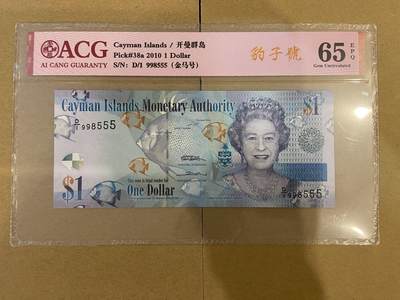 ACG
AI CANG GUARANTY
Cayman Islands / 开曼群岛
Pick#38a 2010 1 Dollar
S/N: D/1 998555 (金马号)
豹子號
65 EPQ
Gem Uncirculated
Cayman Islands Monetary Authority
$1
D/1 998555
$1
One Dollar
D/1 998555